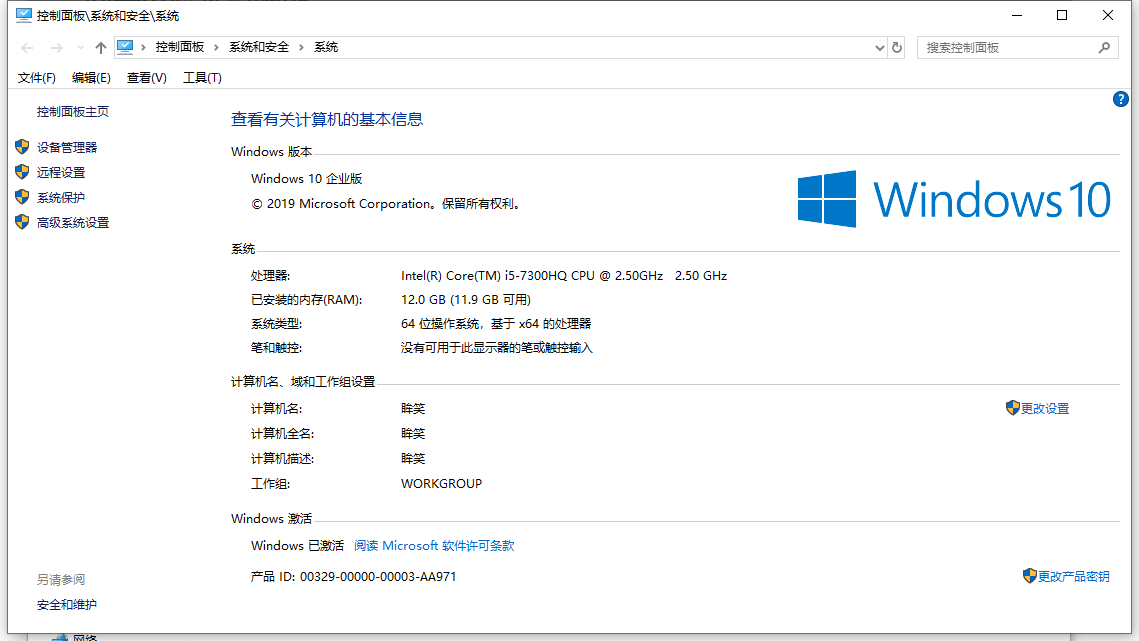 控制面板\系统和安全\系统
控制面板 > 系统和安全 > 系统
搜索控制面板
文件(F) 编辑(E) 查看(V) 工具(T)
控制面板主页
设备管理器
远程设置
系统保护
高级系统设置
?
查看有关计算机的基本信息
Windows 版本
Windows 10 企业版
© 2019 Microsoft Corporation。保留所有权利。
Windows 10
系统
处理器: Intel(R) Core(TM) i5-7300HQ CPU @ 2.50GHz 2.50 GHz
已安装的内存(RAM): 12.0 GB (11.9 GB 可用)
系统类型: 64 位操作系统，基于 x64 的处理器
笔和触控: 没有可用于此显示器的笔或触控输入
计算机名、域和工作组设置
计算机名: 眸笑 更改设置
计算机全名: 眸笑
计算机描述: 眸笑
工作组: WORKGROUP
Windows 激活
Windows 已激活 阅读 Microsoft 软件许可条款
产品 ID: 00329-00000-00003-AA971 更改产品密钥
另请参阅
安全和维护
网络